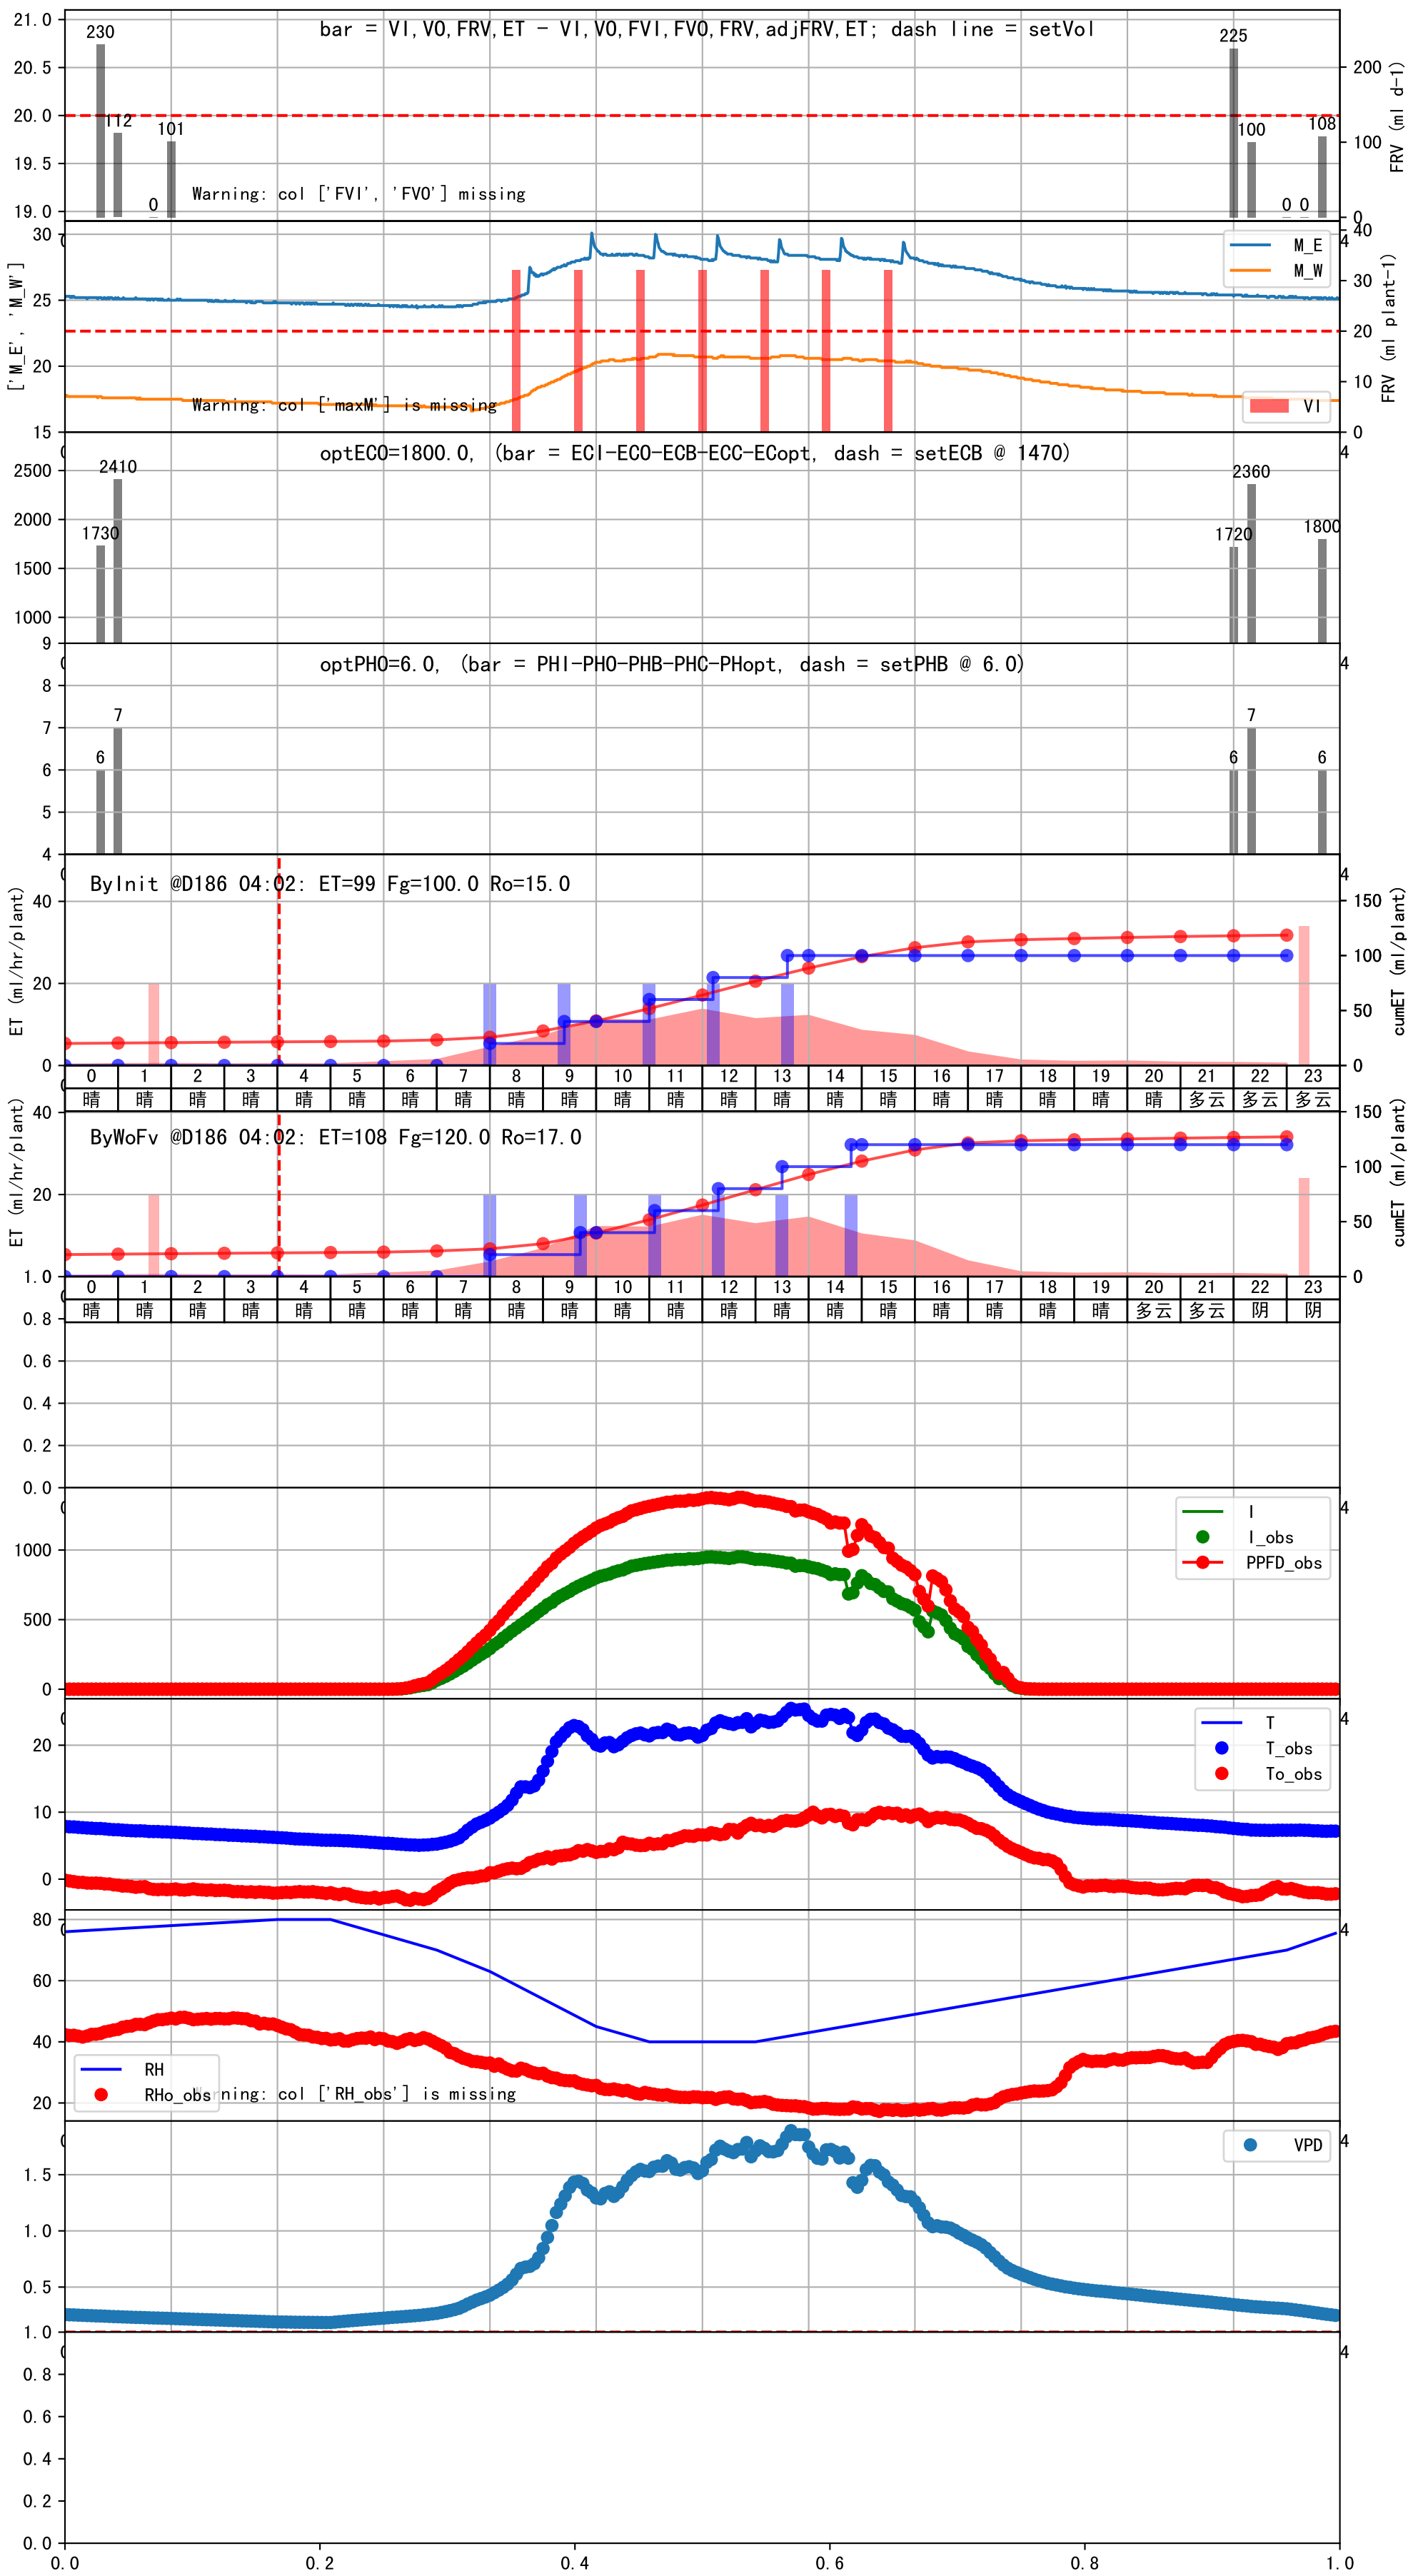 bar = VI,VO,FRV,ET - VI,VO,FVI,FVO,FRV,adjFRV,ET; dash line = setVol
21.0
20.5
20.0
19.5
19.0
230
112
0
101
225
100
0 0
108
200
100
0
FRV (ml d-1)
Warning: col ['FVI', 'FVO'] missing
['M_E', 'M_W']
30
25
20
15
M_E
M_W
VI
40
30
20
10
0
FRV (ml plant-1)
Warning: col ['maxM'] is missing
4
optECO=1800.0, (bar = ECI-ECO-ECB-ECC-ECopt, dash = setECB @ 1470)
2500
2000
1500
1000
1730
2410
1720
2360
1800
4
optPHO=6.0, (bar = PHI-PHO-PHB-PHC-PHopt, dash = setPHB @ 6.0)
9
8
7
6
5
4
6
7
6
7
6
4
ByInit @D186 04:02: ET=99 Fg=100.0 Ro=15.0
ET (ml/hr/plant)
40
20
0
150
100
50
0
cumET (ml/plant)
4
0 1 2 3 4 5 6 7 8 9 10 11 12 13 14 15 16 17 18 19 20 21 22 23
晴 晴 晴 晴 晴 晴 晴 晴 晴 晴 晴 晴 晴 晴 晴 晴 晴 晴 晴 晴 晴 多云 多云 多云
ByWoFv @D186 04:02: ET=108 Fg=120.0 Ro=17.0
ET (ml/hr/plant)
40
20
150
100
50
0
cumET (ml/plant)
0 1 2 3 4 5 6 7 8 9 10 11 12 13 14 15 16 17 18 19 20 21 22 23
晴 晴 晴 晴 晴 晴 晴 晴 晴 晴 晴 晴 晴 晴 晴 晴 晴 晴 晴 晴 多云 多云 阴 阴
1.0
0.8
0.6
0.4
0.2
0.0
4
1000
500
0
I
I_obs
PPFD_obs
4
20
10
0
T
T_obs
To_obs
4
80
60
40
20
RH
RHo_obs
rning: col ['RH_obs'] is missing
4
1.5
1.0
0.5
VPD
4
1.0
0.8
0.6
0.4
0.2
0.0
0.0 0.2 0.4 0.6 0.8 1.0